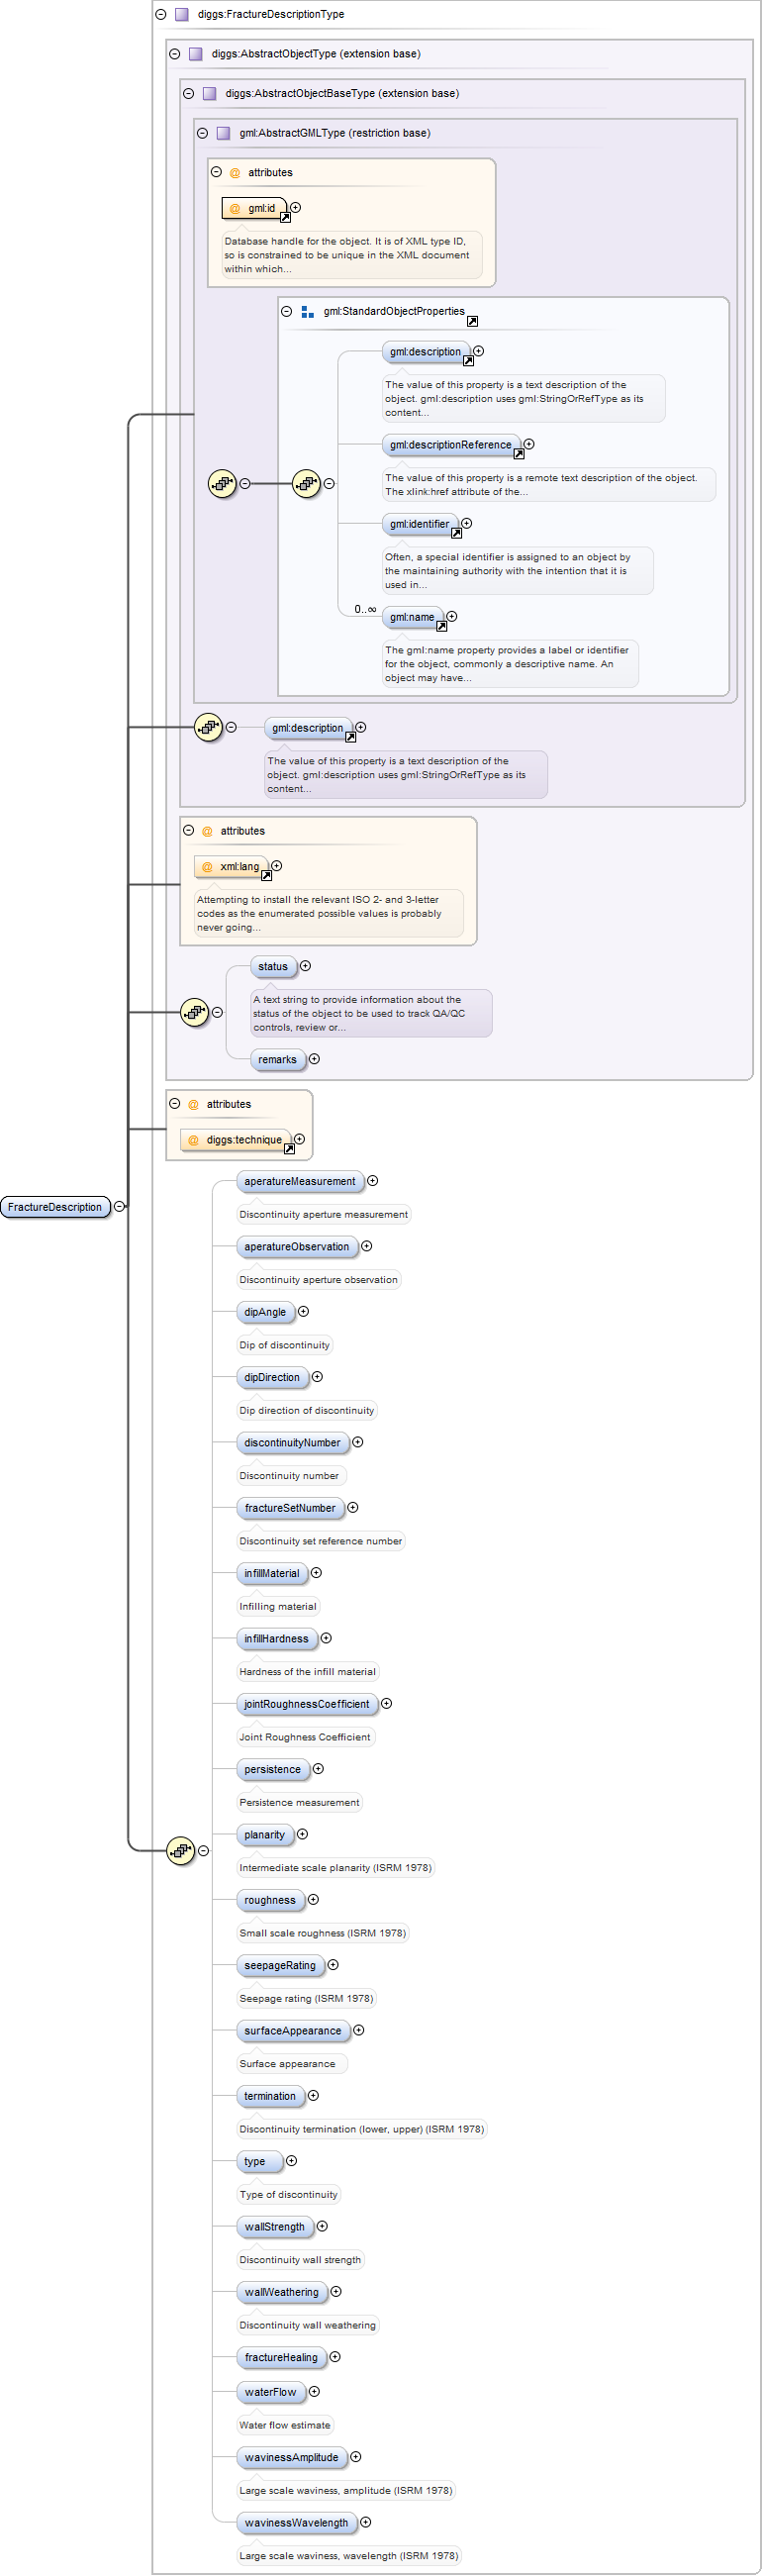 diggs:FractureDescriptionType
diggs:AbstractObjectType (extension base)
diggs:AbstractObjectBaseType (extension base)
gml:AbstractGMLType (restriction base)
@ attributes
@ gml:id
Database handle for the object. It is of XML type ID,
so is constrained to be unique in the XML document
within which...
gml:StandardObjectProperties
gml:description
The value of this property is a text description of the
object. gml:description uses gml:StringOrRefType as its
content...
gml:descriptionReference
The value of this property is a remote text description of the object.
The xlink:href attribute of the...
gml:identifier
Often, a special identifier is assigned to an object by
the maintaining authority with the intention that it is
used in...
0..∞
gml:name
The gml:name property provides a label or identifier
for the object, commonly a descriptive name. An
object may have...
gml:description
The value of this property is a text description of the
object. gml:description uses gml:StringOrRefType as its
content...
@ attributes
@ xml:lang
Attempting to install the relevant ISO 2- and 3-letter
codes as the enumerated possible values is probably
never going...
status
A text string to provide information about the
status of the object to be used to track QA/QC
controls, review or...
remarks
@ attributes
@ diggs:technique
FractureDescription
aperatureMeasurement
Discontinuity aperture measurement
aperatureObservation
Discontinuity aperture observation
dipAngle
Dip of discontinuity
dipDirection
Dip direction of discontinuity
discontinuityNumber
Discontinuity number
fractureSetNumber
Discontinuity set reference number
infillMaterial
Infilling material
infillHardness
Hardness of the infill material
jointRoughnessCoefficient
Joint Roughness Coefficient
persistence
Persistence measurement
planarity
Intermediate scale planarity (ISRM 1978)
roughness
Small scale roughness (ISRM 1978)
seepageRating
Seepage rating (ISRM 1978)
surfaceAppearance
Surface appearance
termination
Discontinuity termination (lower, upper) (ISRM 1978)
type
Type of discontinuity
wallStrength
Discontinuity wall strength
wallWeathering
Discontinuity wall weathering
fractureHealing
waterFlow
Water flow estimate
wavinessAmplitude
Large scale waviness, amplitude (ISRM 1978)
wavinessWavelength
Large scale waviness, wavelength (ISRM 1978)